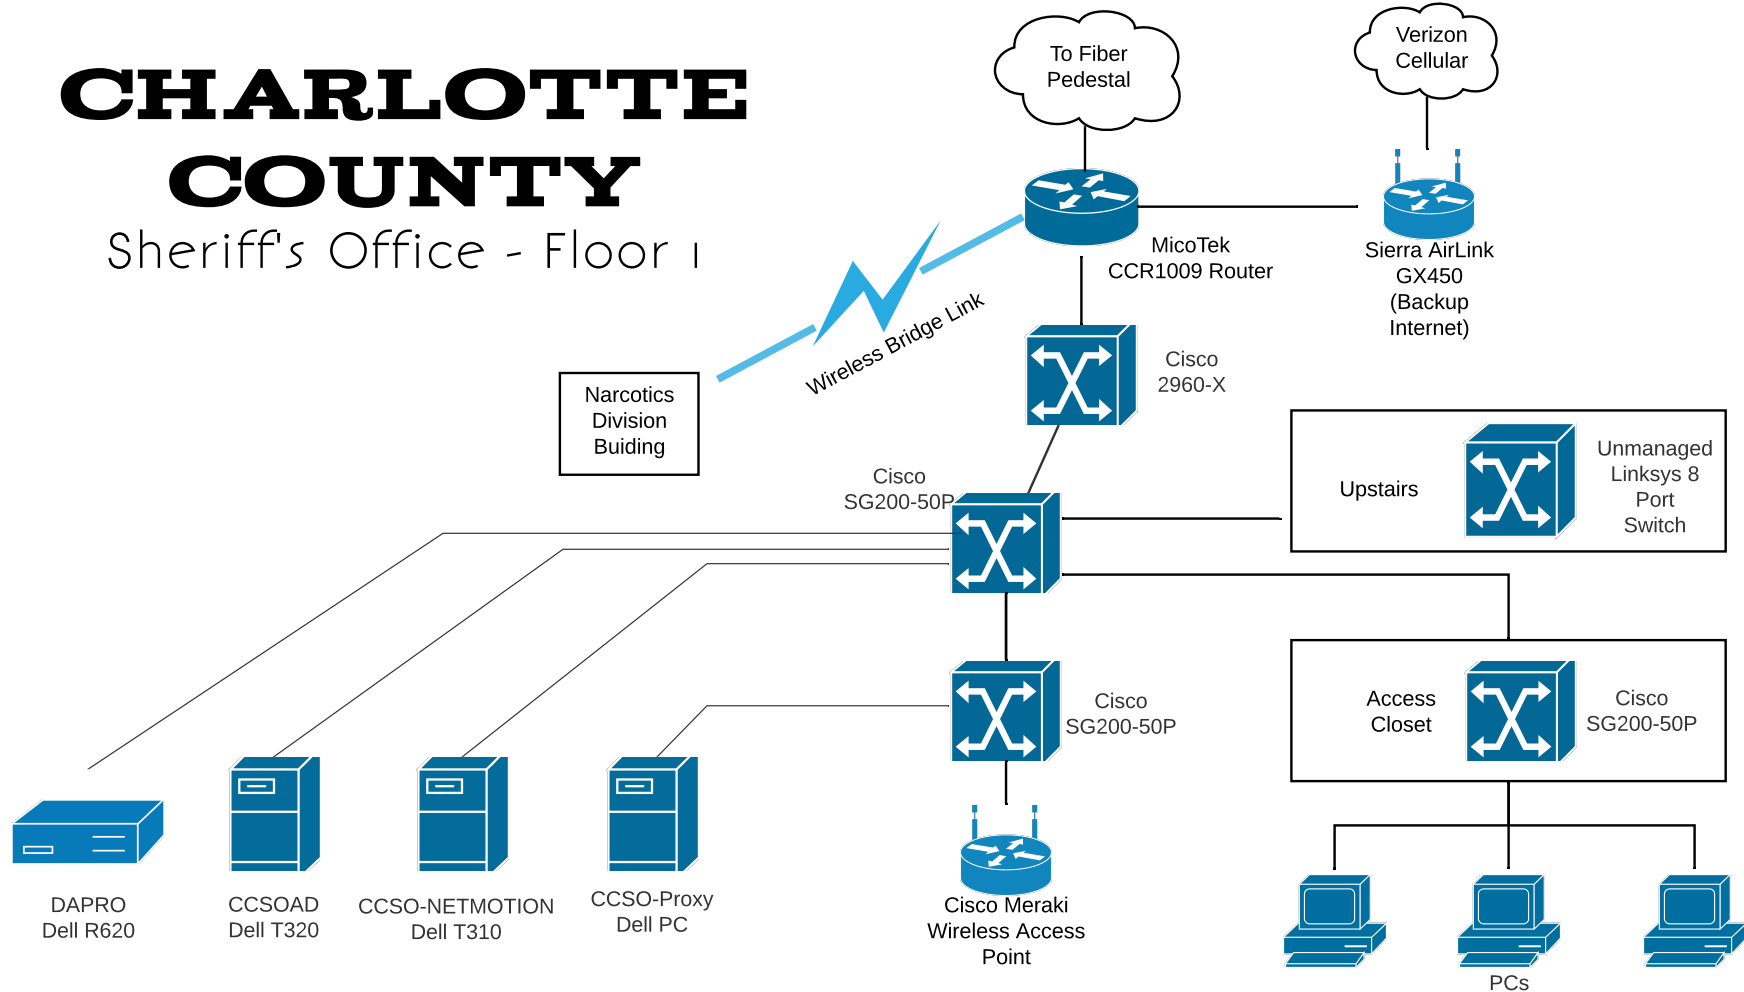 CHARLOTTE
COUNTY
Sheriff's Office - Floor 1
To Fiber
Pedestal
Verizon
Cellular
MicoTek
CCR1009 Router
Sierra AirLink
GX450
(Backup
Internet)
Wireless Bridge Link
Narcotics
Division
Buiding
Cisco
2960-X
Cisco
SG200-50P
Upstairs
Unmanaged
Linksys 8
Port
Switch
Cisco
SG200-50P
Access
Closet
Cisco
SG200-50P
DAPRO
Dell R620
CCSOAD
Dell T320
CCSO-NETMOTION
Dell T310
CCSO-Proxy
Dell PC
Cisco Meraki
Wireless Access
Point
PCs